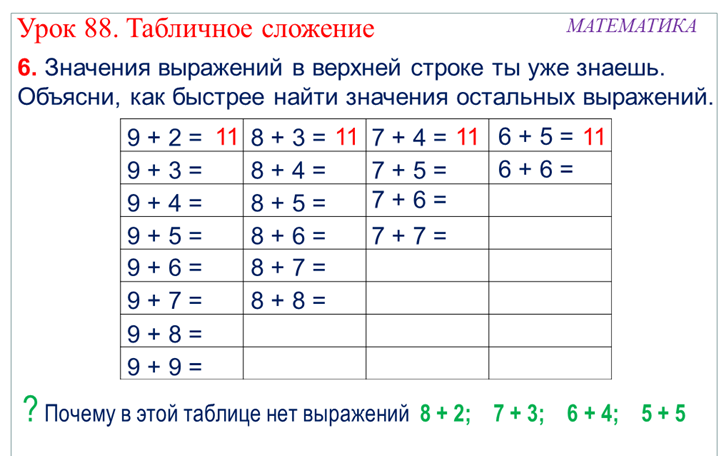 Урок 88. Табличное сложение
МАТЕМАТИКА
6. Значения выражений в верхней строке ты уже знаешь.
Объясни, как быстрее найти значения остальных выражений.
9 + 2 = 11 8 + 3 = 11 7 + 4 = 11 6 + 5 = 11
9 + 3 = 8 + 4 = 7 + 5 = 6 + 6 =
9 + 4 = 8 + 5 = 7 + 6 =
9 + 5 = 8 + 6 = 7 + 7 =
9 + 6 = 8 + 7 =
9 + 7 = 8 + 8 =
9 + 8 =
9 + 9 =
? Почему в этой таблице нет выражений 8 + 2; 7 + 3; 6 + 4; 5 + 5